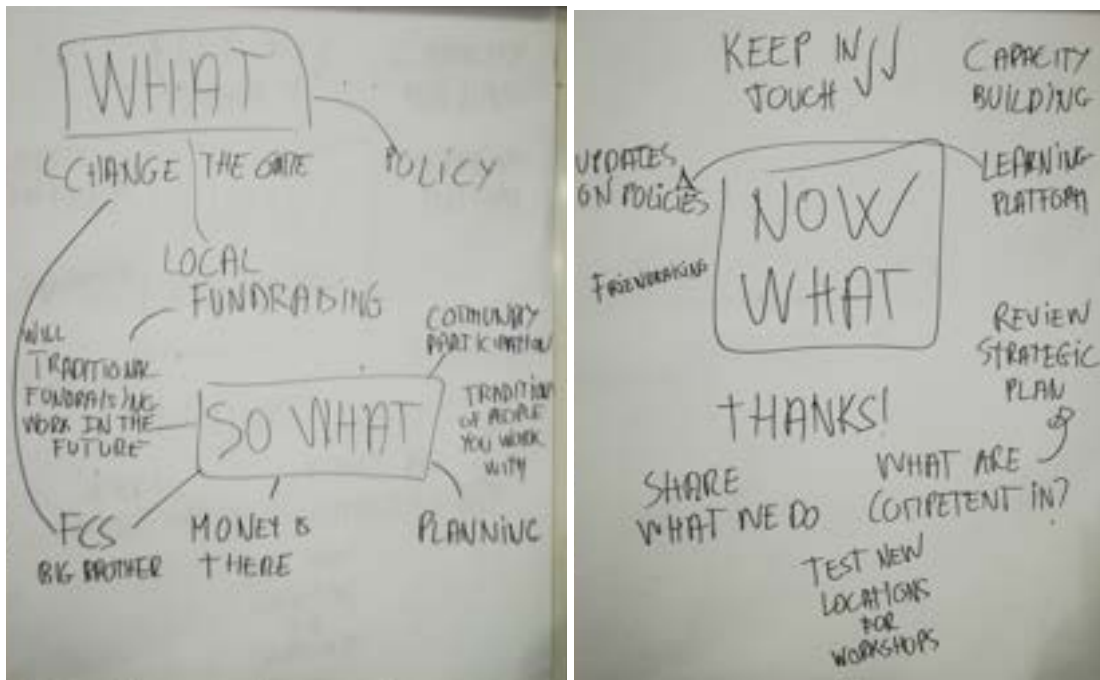 WHAT
CHANGE THE GAME
POLICY
LOCAL
FUNDRAISING
WILL
TRADITIONAL
FUNDRAISING
WORK IN THE
FUTURE
COMMUNITY
PARTICIPATION
SO WHAT
TRADITION
OF PEOPLE
YOU WORK
WITH
FCS
BIG BROTHER
MONEY IS
THERE
PLANNING
KEEP IN
TOUCH
CAPACITY
BUILDING
UPDATES
ON POLICIES
LEARNING
PLATFORM
NOW
WHAT
FRIENDRAISING
REVIEW
STRATEGIC
PLAN
THANKS!
SHARE
WHAT WE DO
WHAT ARE
COMPETENT IN?
TEST NEW
LOCATIONS
FOR
WORKSHOPS